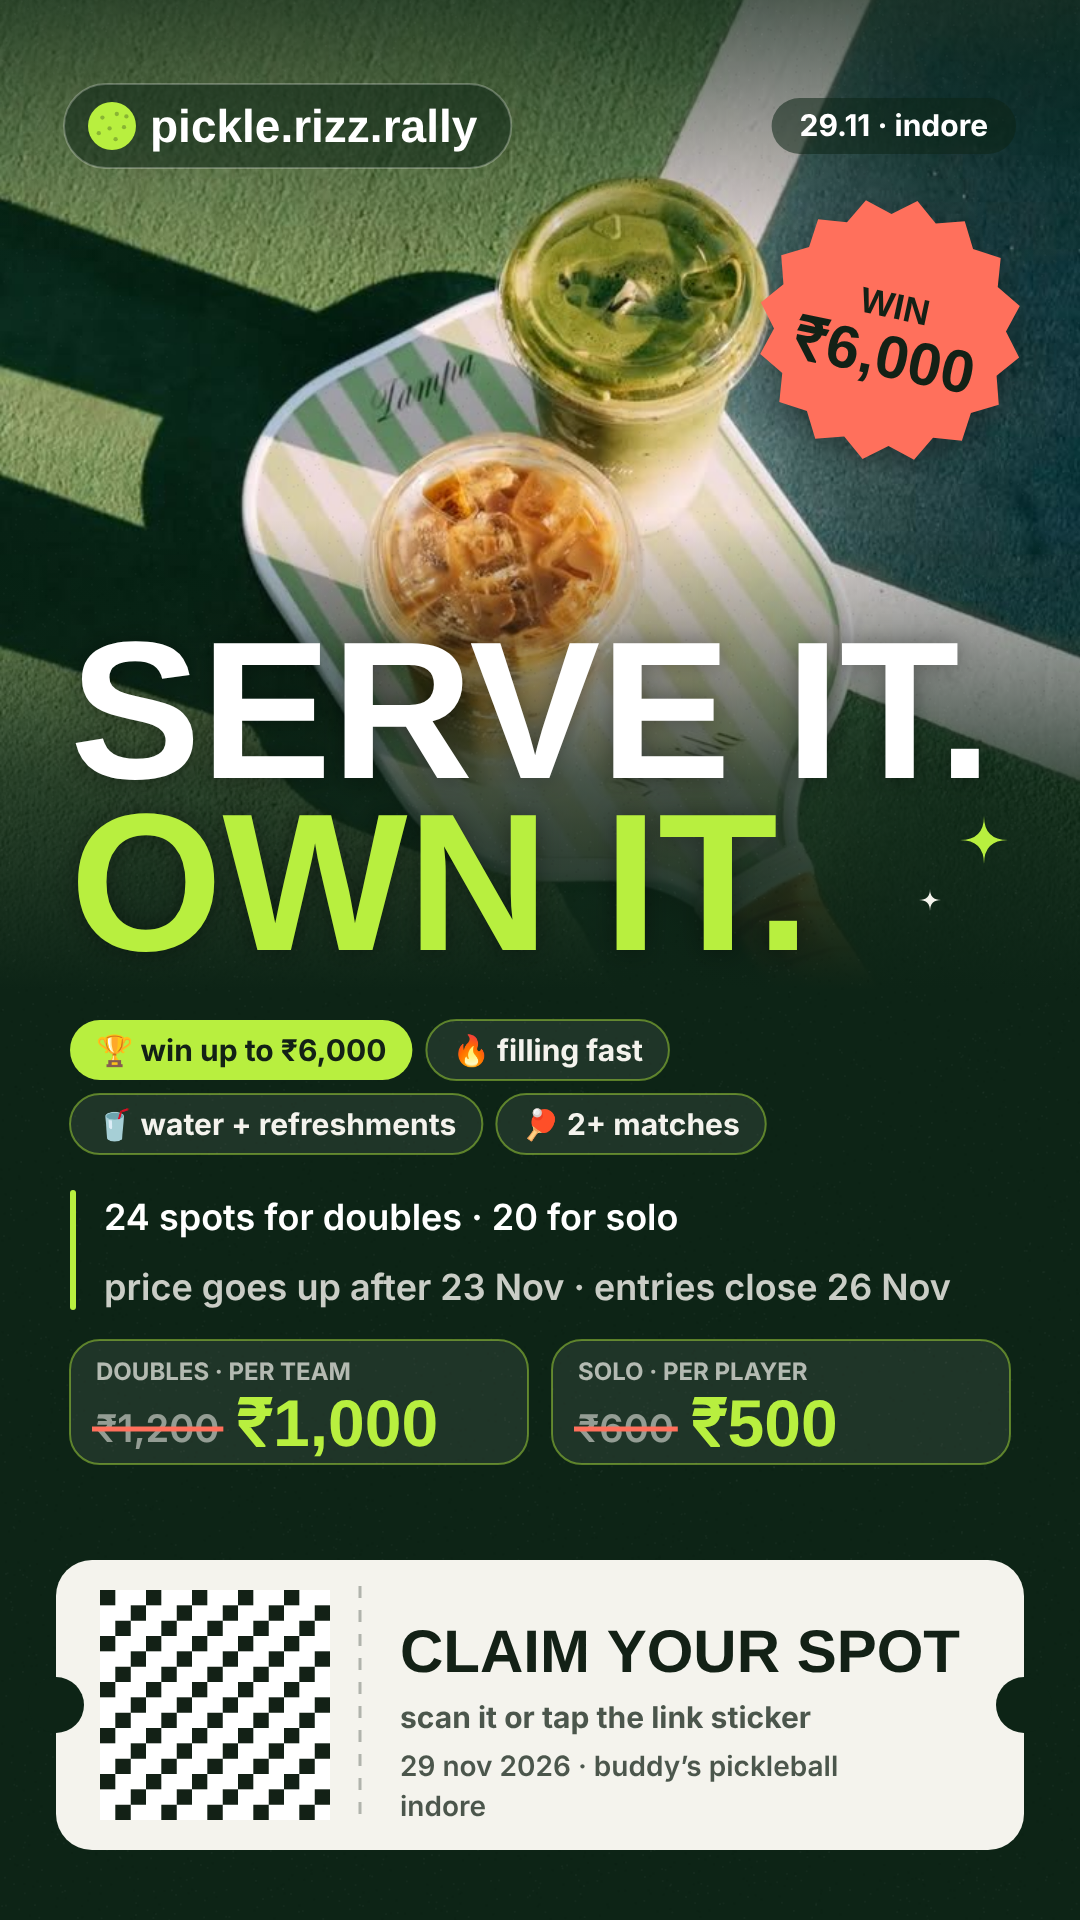 pickle.rizz.rally
29.11 · indore
WIN
₹6,000
Tampa
SERVE IT.
OWN IT.
🏆 win up to ₹6,000
🔥 filling fast
🥤 water + refreshments
🏓 2+ matches
24 spots for doubles · 20 for solo
price goes up after 23 Nov · entries close 26 Nov
DOUBLES · PER TEAM
₹1,200 ₹1,000
SOLO · PER PLAYER
₹600 ₹500
CLAIM YOUR SPOT
scan it or tap the link sticker
29 nov 2026 · buddy’s pickleball
indore